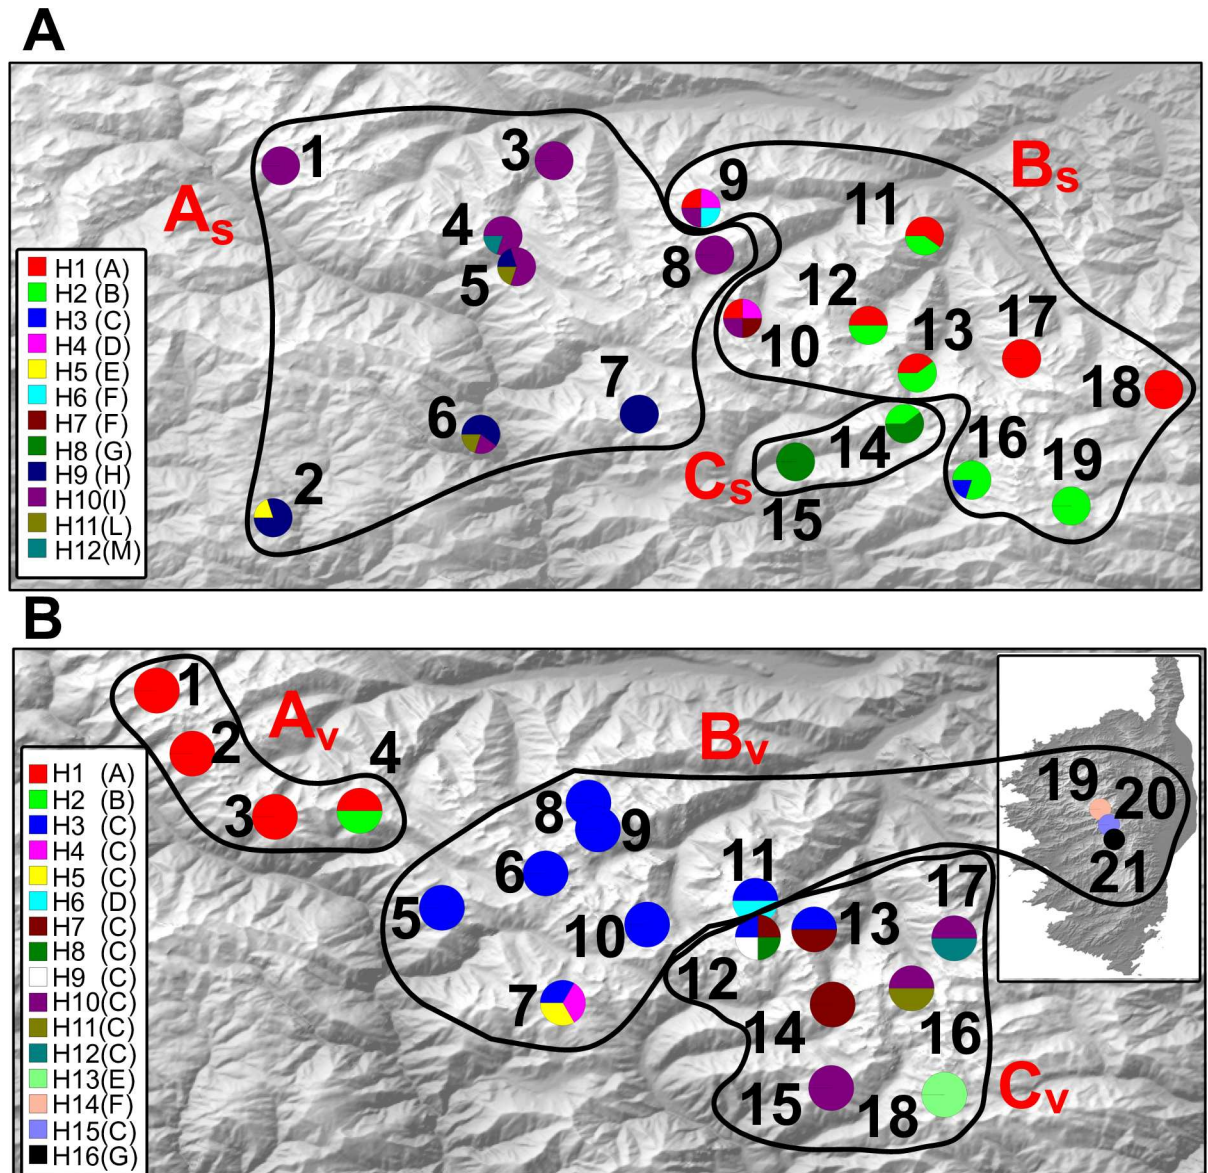 A
As
Bs
Cs
1
2
3
4
5
6
7
8
9
10
11
12
13
14
15
16
17
18
19
H1 (A)
H2 (B)
H3 (C)
H4 (D)
H5 (E)
H6 (F)
H7 (F)
H8 (G)
H9 (H)
H10(I)
H11(L)
H12(M)
B
Av
Bv
Cv
1
2
3
4
5
6
7
8
9
10
11
12
13
14
15
16
17
18
19
20
21
H1 (A)
H2 (B)
H3 (C)
H4 (C)
H5 (C)
H6 (D)
H7 (C)
H8 (C)
H9 (C)
H10(C)
H11(C)
H12(C)
H13(E)
H14(F)
H15(C)
H16(G)